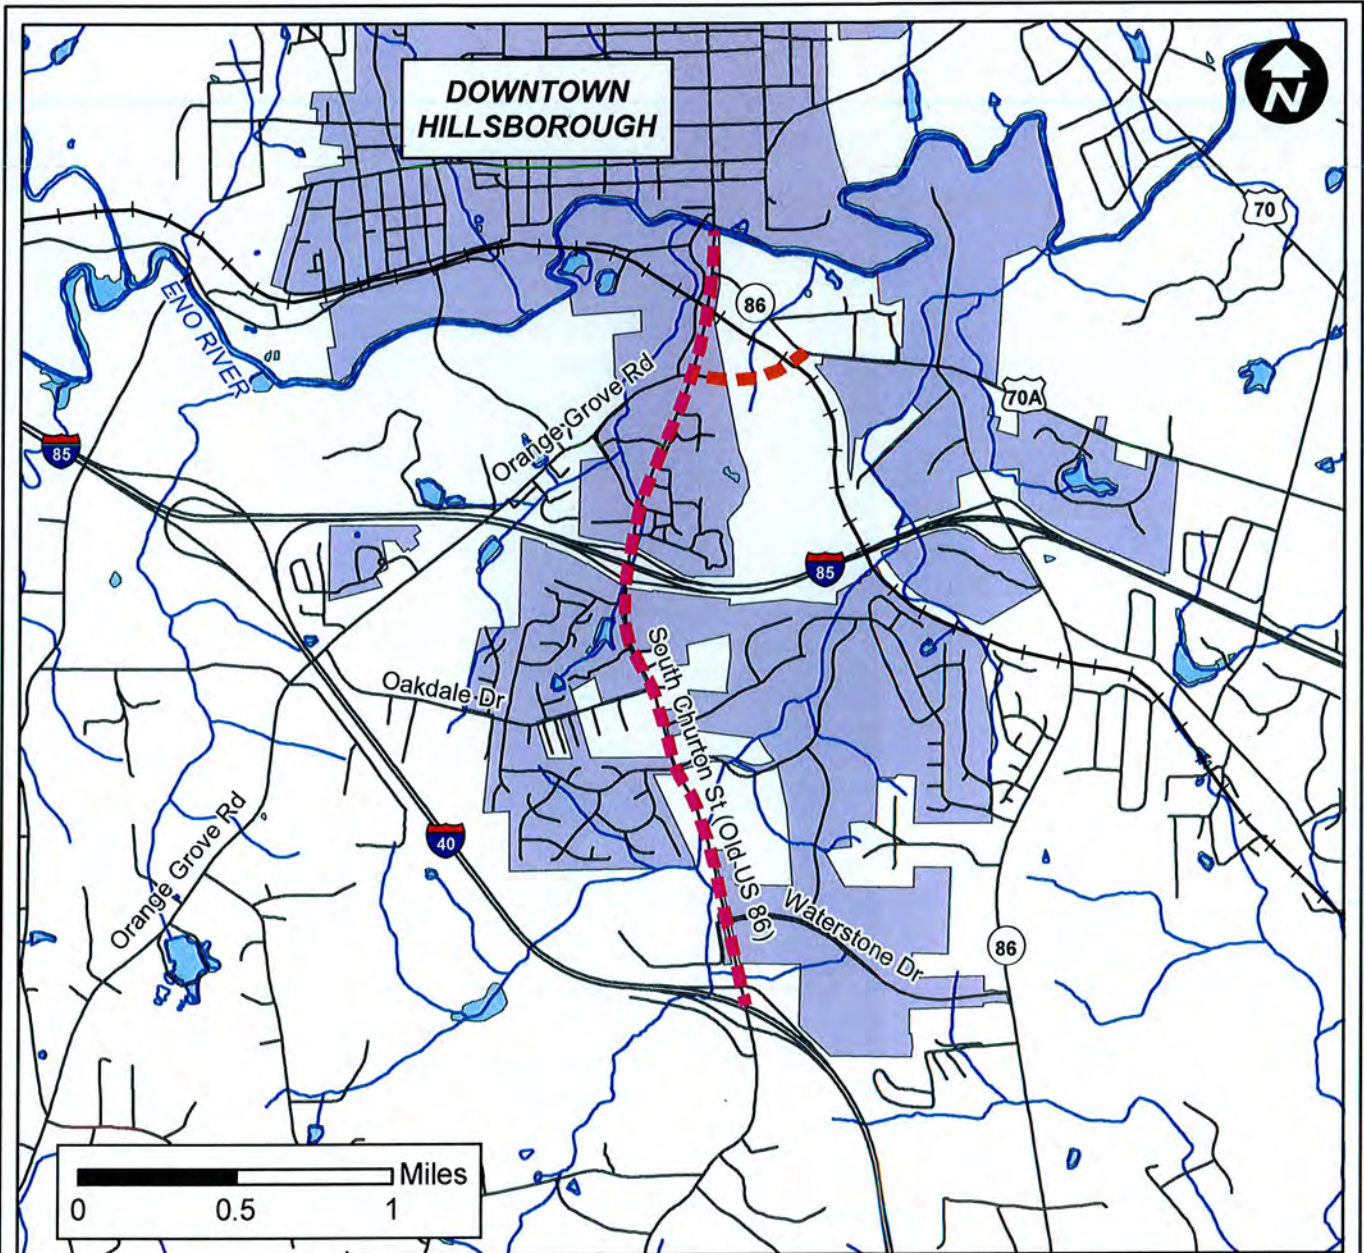 DOWNTOWN
HILLSBOROUGH
N
70
86
ENO RIVER
70A
Orange Grove Rd
85
85
South Churton St (Old US 86)
Oakdale Dr
Orange Grove Rd
40
Waterstone Dr
86
Miles
0 0.5 1